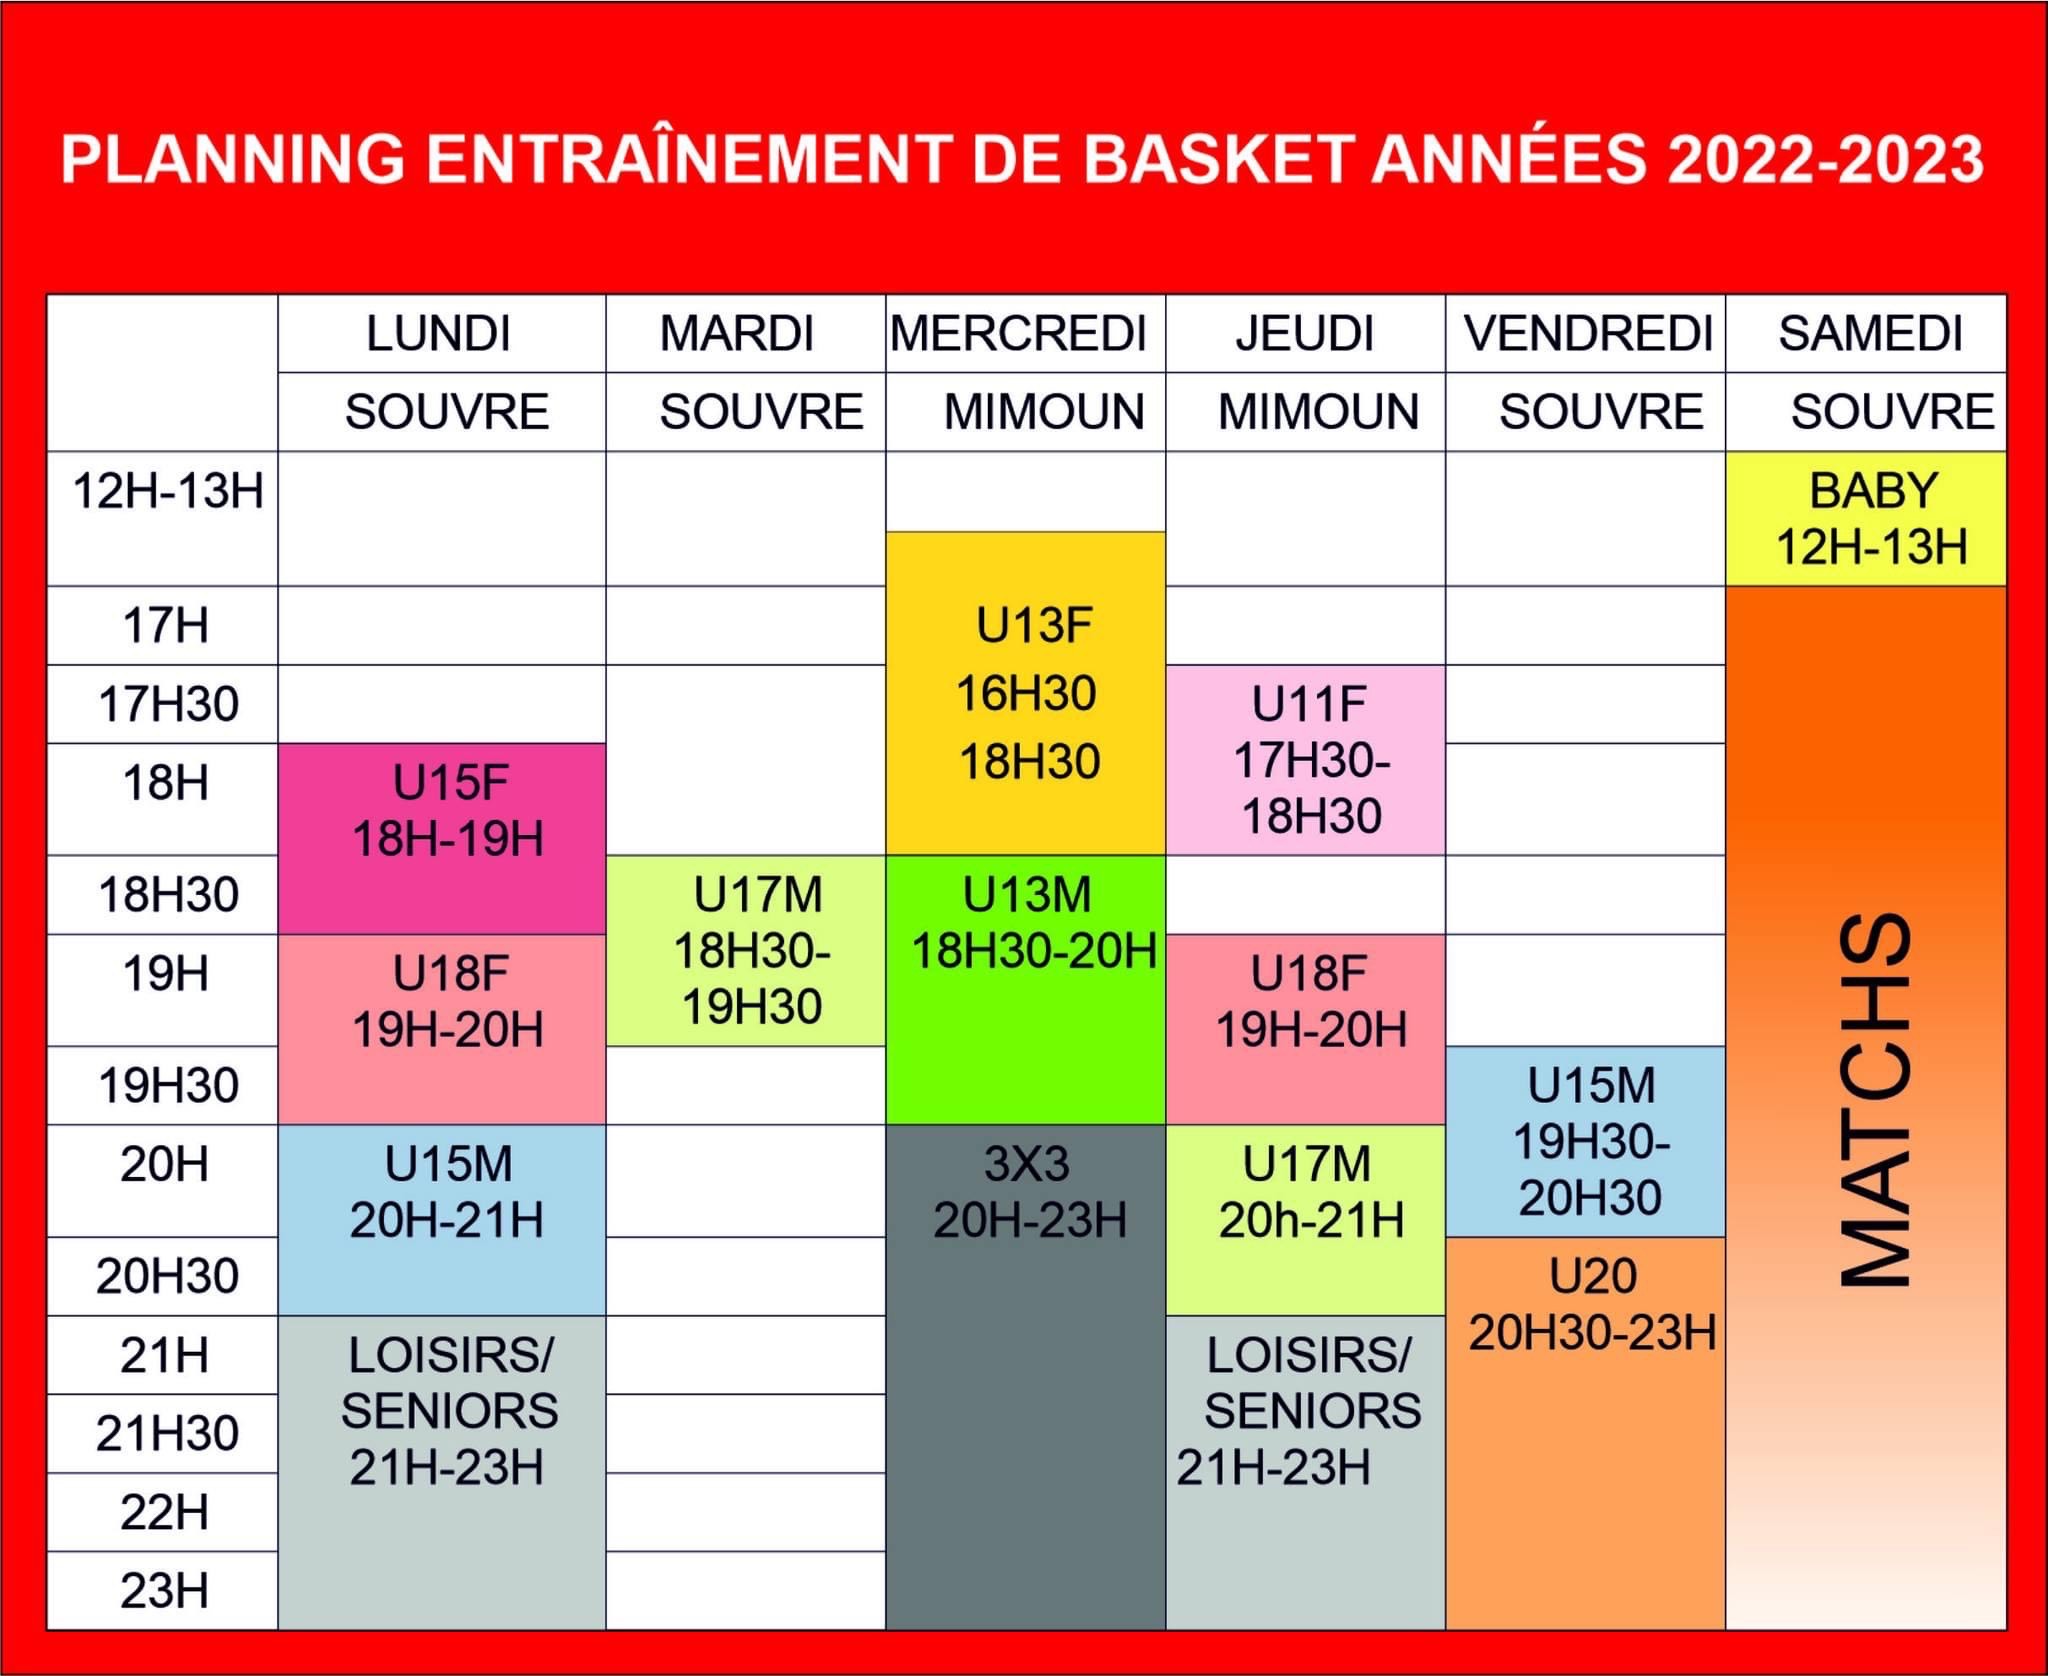 PLANNING ENTRAÎNEMENT DE BASKET ANNÉES 2022-2023
LUNDI MARDI MERCREDI JEUDI VENDREDI SAMEDI
SOUVRE SOUVRE MIMOUN MIMOUN SOUVRE SOUVRE
12H-13H
BABY
12H-13H
17H
U13F
16H30
18H30
17H30
U11F
17H30-
18H30
18H
U15F
18H-19H
18H30
U17M
18H30-
19H30
U13M
18H30-20H
19H
U18F
19H-20H
U18F
19H-20H
19H30
U15M
19H30-
20H30
20H
U15M
20H-21H
3X3
20H-23H
U17M
20h-21H
20H30
U20
20H30-23H
21H
LOISIRS/
SENIORS
21H-23H
LOISIRS/
SENIORS
21H-23H
21H30
22H
23H
MATCHS